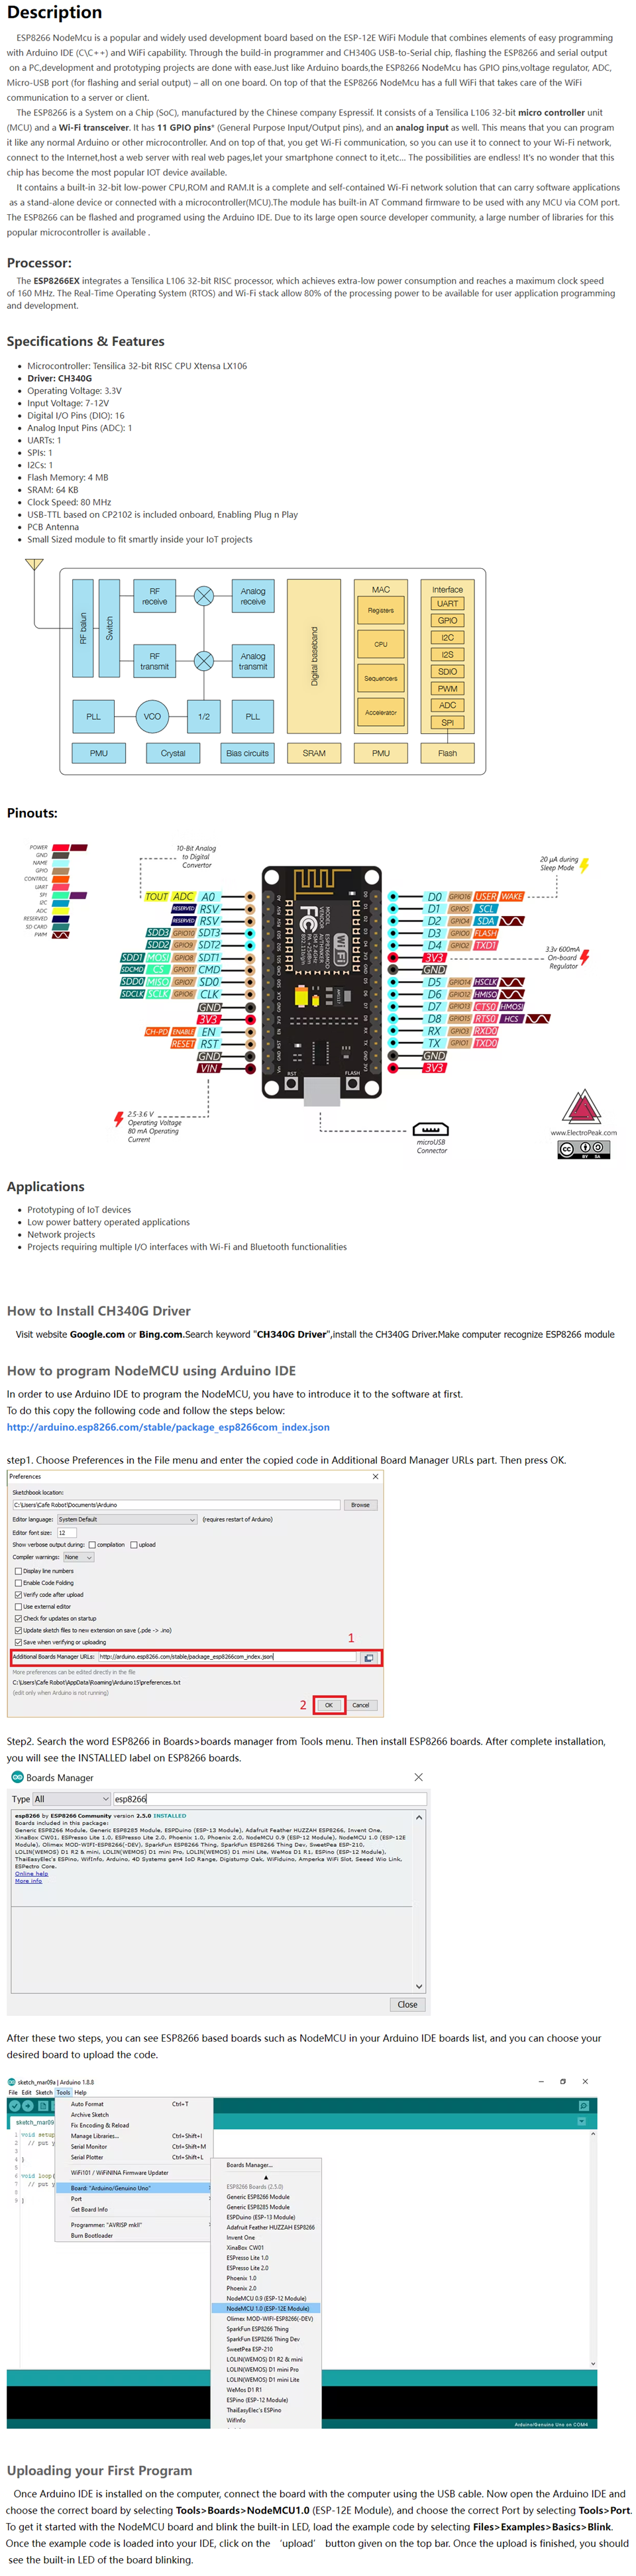 Description
ESP8266 NodeMcu is a popular and widely used development board based on the ESP-12E WiFi Module that combines elements of easy programming
with Arduino IDE (C\C++) and WiFi capability. Through the build-in programmer and CH340G USB-to-Serial chip, flashing the ESP8266 and serial output
on a PC,development and prototyping projects are done with ease.Just like Arduino boards,the ESP8266 NodeMcu has GPIO pins,voltage regulator, ADC,
Micro-USB port (for flashing and serial output) – all on one board. On top of that the ESP8266 NodeMcu has a full WiFi that takes care of the WiFi
communication to a server or client.
The ESP8266 is a System on a Chip (SoC), manufactured by the Chinese company Espressif. It consists of a Tensilica L106 32-bit micro controller unit
(MCU) and a Wi-Fi transceiver. It has 11 GPIO pins* (General Purpose Input/Output pins), and an analog input as well. This means that you can program
it like any normal Arduino or other microcontroller. And on top of that, you get Wi-Fi communication, so you can use it to connect to your Wi-Fi network,
connect to the Internet,host a web server with real web pages,let your smartphone connect to it,etc... The possibilities are endless! It's no wonder that this
chip has become the most popular IOT device available.
It contains a built-in 32-bit low-power CPU,ROM and RAM.It is a complete and self-contained Wi-Fi network solution that can carry software applications
as a stand-alone device or connected with a microcontroller(MCU).The module has built-in AT Command firmware to be used with any MCU via COM port.
The ESP8266 can be flashed and programed using the Arduino IDE. Due to its large open source developer community, a large number of libraries for this
popular microcontroller is available .
Processor:
The ESP8266EX integrates a Tensilica L106 32-bit RISC processor, which achieves extra-low power consumption and reaches a maximum clock speed
of 160 MHz. The Real-Time Operating System (RTOS) and Wi-Fi stack allow 80% of the processing power to be available for user application programming
and development.
Specifications & Features
• Microcontroller: Tensilica 32-bit RISC CPU Xtensa LX106
• Driver: CH340G
• Operating Voltage: 3.3V
• Input Voltage: 7-12V
• Digital I/O Pins (DIO): 16
• Analog Input Pins (ADC): 1
• UARTs: 1
• SPIs: 1
• I2Cs: 1
• Flash Memory: 4 MB
• SRAM: 64 KB
• Clock Speed: 80 MHz
• USB-TTL based on CP2102 is included onboard, Enabling Plug n Play
• PCB Antenna
• Small Sized module to fit smartly inside your IoT projects
RF balun
Switch
RF receive
Analog receive
RF transmit
Analog transmit
PLL
VCO
1/2
PLL
PMU
Crystal
Bias circuits
Digital baseband
SRAM
MAC
Registers
CPU
Sequencers
Accelerator
PMU
Interface
UART
GPIO
I2C
I2S
SDIO
PWM
ADC
SPI
Flash
Pinouts:
POWER
GND
NAME
GPIO
CONTROL
UART
SPI
I2C
ADC
RESERVED
SD CARD
PWM
10-Bit Analog
to Digital
Convertor
TOUT ADC A0
RESERVED RSV
RESERVED RSV
SDD3 GPIO10 SDT3
SDD2 GPIO9 SDT2
SDD1 MOSI GPIO8 SDT1
SDCMD CS GPIO11 CMD
SDD0 MISO GPIO7 SD0
SDCLK SCLK GPIO6 CLK
GND
3V3
CH-PD ENABLE EN
RESET RST
GND
VIN
2.5-3.6 V
Operating Voltage
80 mA Operating
Current
WiFi
FC
RST
FLASH
20 µA during
Sleep Mode
D0 GPIO16 USER WAKE
D1 GPIO5 SCL
D2 GPIO4 SDA
D3 GPIO0 FLASH
D4 GPIO2 TXD1
3V3
GND
3.3v 600mA
On-board
Regulator
D5 GPIO14 HSCLK
D6 GPIO12 HMISO
D7 GPIO13 CTS0 HMOSI
D8 GPIO15 RTS0 HCS
RX GPIO3 RXD0
TX GPIO1 TXD0
GND
3V3
microUSB
Connector
www.ElectroPeak.com
CC BY SA
Applications
• Prototyping of IoT devices
• Low power battery operated applications
• Network projects
• Projects requiring multiple I/O interfaces with Wi-Fi and Bluetooth functionalities
How to Install CH340G Driver
Visit website Google.com or Bing.com.Search keyword "CH340G Driver",install the CH340G Driver.Make computer recognize ESP8266 module
How to program NodeMCU using Arduino IDE
In order to use Arduino IDE to program the NodeMCU, you have to introduce it to the software at first.
To do this copy the following code and follow the steps below:
http://arduino.esp8266.com/stable/package_esp8266com_index.json
step1. Choose Preferences in the File menu and enter the copied code in Additional Board Manager URLs part. Then press OK.
Preferences
Sketchbook location:
C:\Users\Cafe Robot\Documents\Arduino Browse
Editor language: System Default (requires restart of Arduino)
Editor font size: 12
Show verbose output during: compilation upload
Compiler warnings: None
Display line numbers
Enable Code Folding
Verify code after upload
Use external editor
Check for updates on startup
Update sketch files to new extension on save (.pde -> .ino)
Save when verifying or uploading
1
Additional Boards Manager URLs: http://arduino.esp8266.com/stable/package_esp8266com_index.json
More preferences can be edited directly in the file
C:\Users\Cafe Robot\AppData\Roaming\Arduino15\preferences.txt
(edit only when Arduino is not running)
2 OK Cancel
Step2. Search the word ESP8266 in Boards>boards manager from Tools menu. Then install ESP8266 boards. After complete installation,
you will see the INSTALLED label on ESP8266 boards.
Boards Manager
Type All esp8266
esp8266 by ESP8266 Community version 2.5.0 INSTALLED
Boards included in this package:
Generic ESP8266 Module, Generic ESP8285 Module, ESPDuino (ESP-13 Module), Adafruit Feather HUZZAH ESP8266, Invent One,
XinaBox CW01, ESPresso Lite 1.0, ESPresso Lite 2.0, Phoenix 1.0, Phoenix 2.0, NodeMCU 0.9 (ESP-12 Module), NodeMCU 1.0 (ESP-12E
Module), Olimex MOD-WIFI-ESP8266(-DEV), SparkFun ESP8266 Thing, SparkFun ESP8266 Thing Dev, SweetPea ESP-210,
LOLIN(WEMOS) D1 R2 & mini, LOLIN(WEMOS) D1 mini Pro, LOLIN(WEMOS) D1 mini Lite, WeMos D1 R1, ESPino (ESP-12 Module),
ThaiEasyElec's ESPino, WifInfo, Arduino, 4D Systems gen4 IoD Range, Digistump Oak, WiFiduino, Amperka WiFi Slot, Seeed Wio Link,
ESPectro Core.
Online help
More info
Close
After these two steps, you can see ESP8266 based boards such as NodeMCU in your Arduino IDE boards list, and you can choose your
desired board to upload the code.
sketch_mar09a | Arduino 1.8.8
File Edit Sketch Tools Help
sketch_mar09
1 void setup
2 // put y
3
4 }
5
6 void loop(
7 // put y
8
9 }
Auto Format Ctrl+T
Archive Sketch
Fix Encoding & Reload
Manage Libraries... Ctrl+Shift+I
Serial Monitor Ctrl+Shift+M
Serial Plotter Ctrl+Shift+L
WiFi101 / WiFiNINA Firmware Updater
Board: "Arduino/Genuino Uno"
Port
Get Board Info
Programmer: "AVRISP mkII"
Burn Bootloader
Boards Manager...
ESP8266 Boards (2.5.0)
Generic ESP8266 Module
Generic ESP8285 Module
ESPDuino (ESP-13 Module)
Adafruit Feather HUZZAH ESP8266
Invent One
XinaBox CW01
ESPresso Lite 1.0
ESPresso Lite 2.0
Phoenix 1.0
Phoenix 2.0
NodeMCU 0.9 (ESP-12 Module)
NodeMCU 1.0 (ESP-12E Module)
Olimex MOD-WIFI-ESP8266(-DEV)
SparkFun ESP8266 Thing
SparkFun ESP8266 Thing Dev
SweetPea ESP-210
LOLIN(WEMOS) D1 R2 & mini
LOLIN(WEMOS) D1 mini Pro
LOLIN(WEMOS) D1 mini Lite
WeMos D1 R1
ESPino (ESP-12 Module)
ThaiEasyElec's ESPino
WifInfo
Arduino/Genuino Uno on COM4
Uploading your First Program
Once Arduino IDE is installed on the computer, connect the board with the computer using the USB cable. Now open the Arduino IDE and
choose the correct board by selecting Tools>Boards>NodeMCU1.0 (ESP-12E Module), and choose the correct Port by selecting Tools>Port.
To get it started with the NodeMCU board and blink the built-in LED, load the example code by selecting Files>Examples>Basics>Blink.
Once the example code is loaded into your IDE, click on the ‘upload’ button given on the top bar. Once the upload is finished, you should
see the built-in LED of the board blinking.